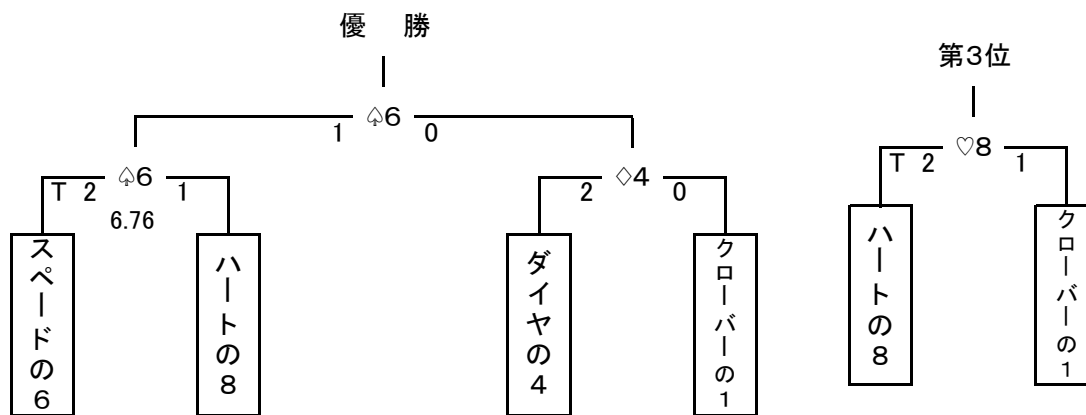 優 勝
第3位
♤6
1 0
♡8
T 2 1
♤6
T 2 1
6.76
◇4
2 0
スペードの6
ハートの8
ダイヤの4
クローバーの1
ハートの8
クローバーの1